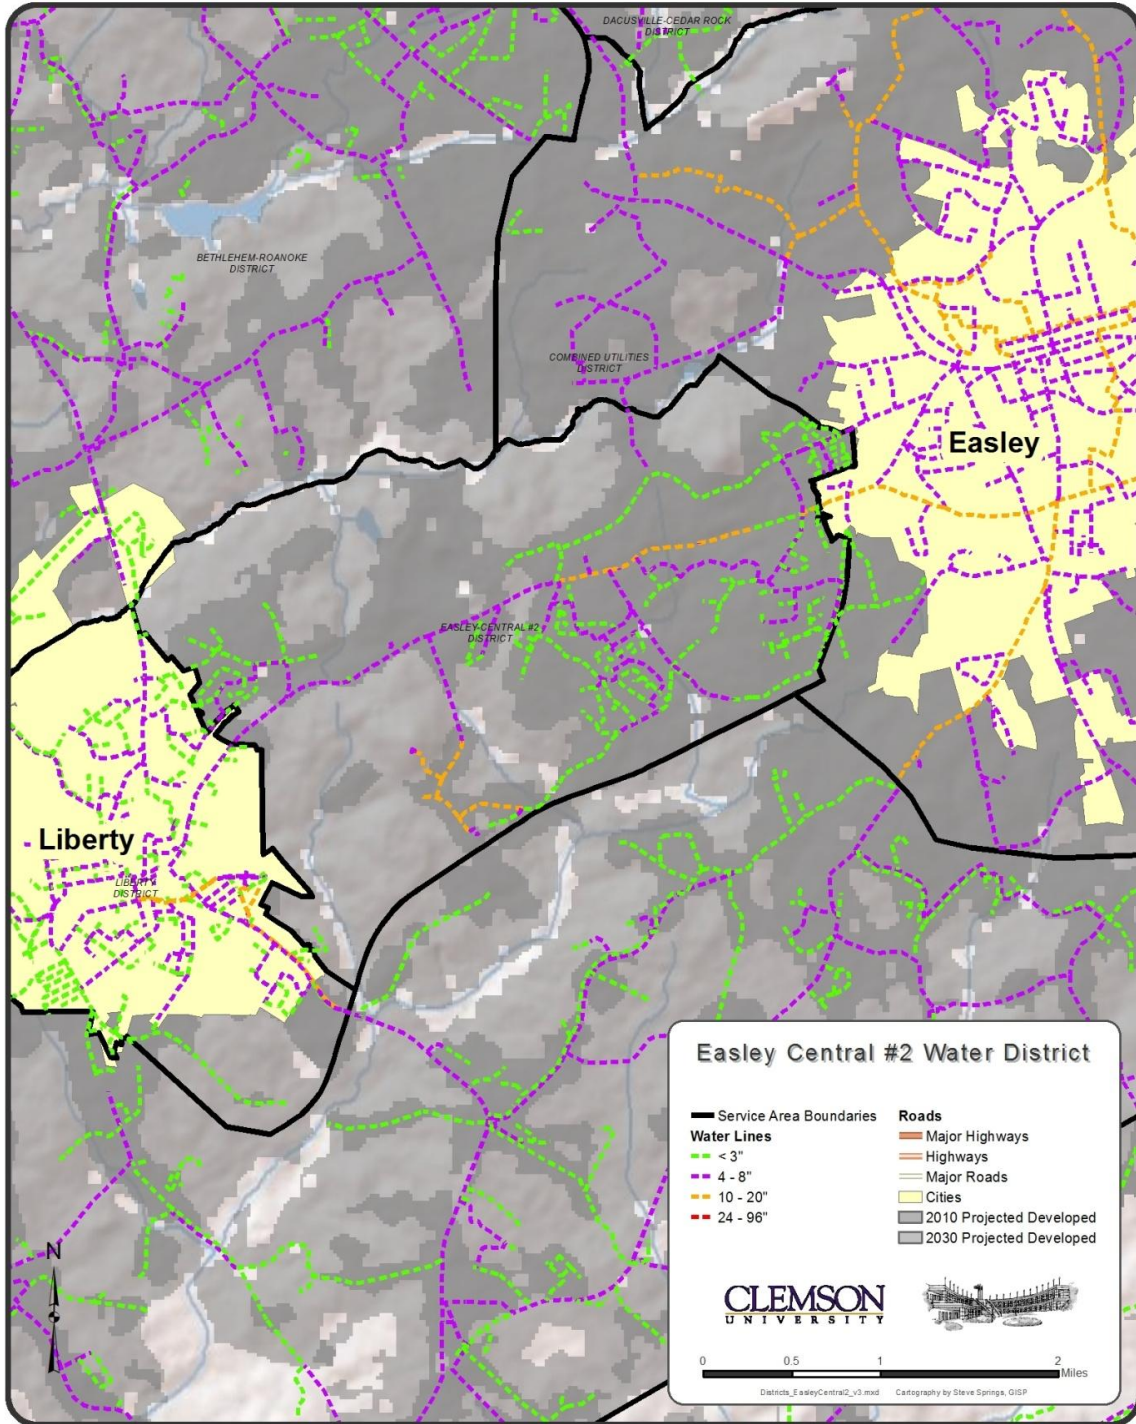 DACUSVILLE-CEDAR ROCK
DISTRICT
BETHLEHEM-ROANOKE
DISTRICT
COMBINED UTILITIES
DISTRICT
Easley
EASLEY-CENTRAL #2
DISTRICT
Liberty
LIBERTY
DISTRICT
Easley Central #2 Water District
Service Area Boundaries
Water Lines
< 3"
4 - 8"
10 - 20"
24 - 96"
Roads
Major Highways
Highways
Major Roads
Cities
2010 Projected Developed
2030 Projected Developed
N
CLEMSON
UNIVERSITY
0 0.5 1 2
Miles
Districts_EasleyCentral2_v3.mxd Cartography by Steve Springs, GISP